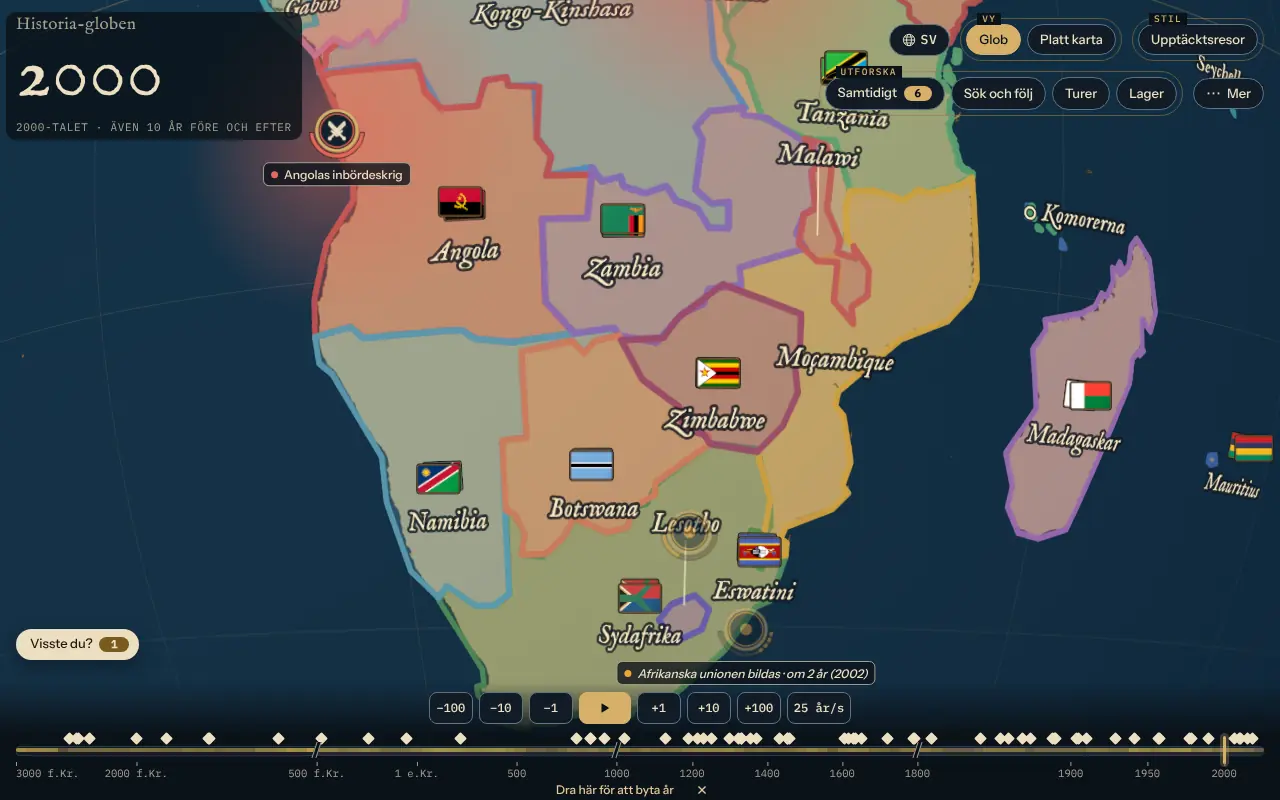 Historia-globen
2000
2000-TALET · ÄVEN 10 ÅR FÖRE OCH EFTER
SV
VY
Glob
Platt karta
STIL
Upptäcktsresor
UTFORSKA
Samtidigt 6
Sök och följ
Turer
Lager
··· Mer
Gabon
Kongo-Kinshasa
Seychell
Tanzania
Malawi
Angolas inbördeskrig
Komorerna
Angola
Zambia
Moçambique
Zimbabwe
Madagaskar
Mauritius
Namibia
Botswana
Lesotho
Eswatini
Sydafrika
Visste du? 1
Afrikanska unionen bildas · om 2 år (2002)
−100
−10
−1
+1
+10
+100
25 år/s
3000 f.Kr.
2000 f.Kr.
500 f.Kr.
1 e.Kr.
500
1000
1200
1400
1600
1800
1900
1950
2000
Dra här för att byta år ✕